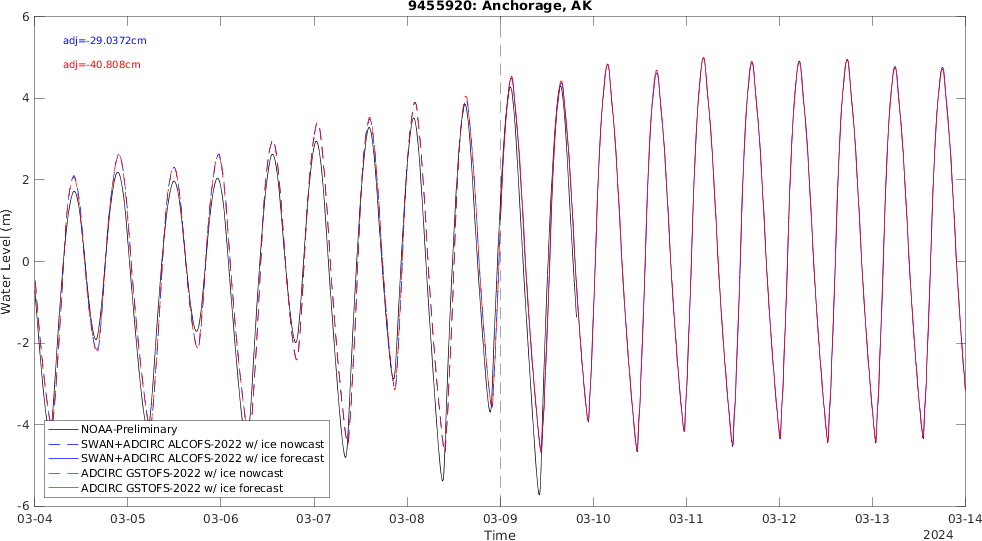 9455920: Anchorage, AK
adj=-29.0372cm
adj=-40.808cm
6
4
2
0
-2
-4
-6
Water Level (m)
NOAA-Preliminary
SWAN+ADCIRC ALCOFS-2022 w/ ice nowcast
SWAN+ADCIRC ALCOFS-2022 w/ ice forecast
ADCIRC GSTOFS-2022 w/ ice nowcast
ADCIRC GSTOFS-2022 w/ ice forecast
03-04 03-05 03-06 03-07 03-08 03-09 03-10 03-11 03-12 03-13 03-14
Time
2024